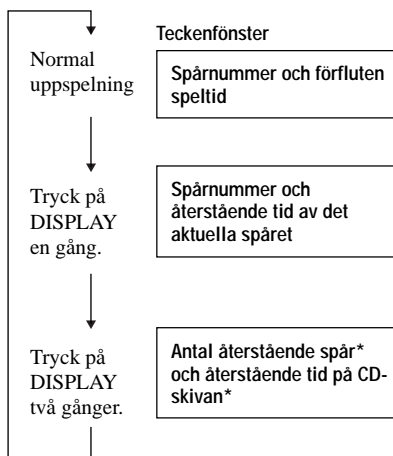 Teckenfönster
Normal
uppspelning
Spårnummer och förfluten
speltid
Tryck på
DISPLAY
en gång.
Spårnummer och
återstående tid av det
aktuella spåret
Tryck på
DISPLAY
två gånger.
Antal återstående spår*
och återstående tid på CD-
skivan*